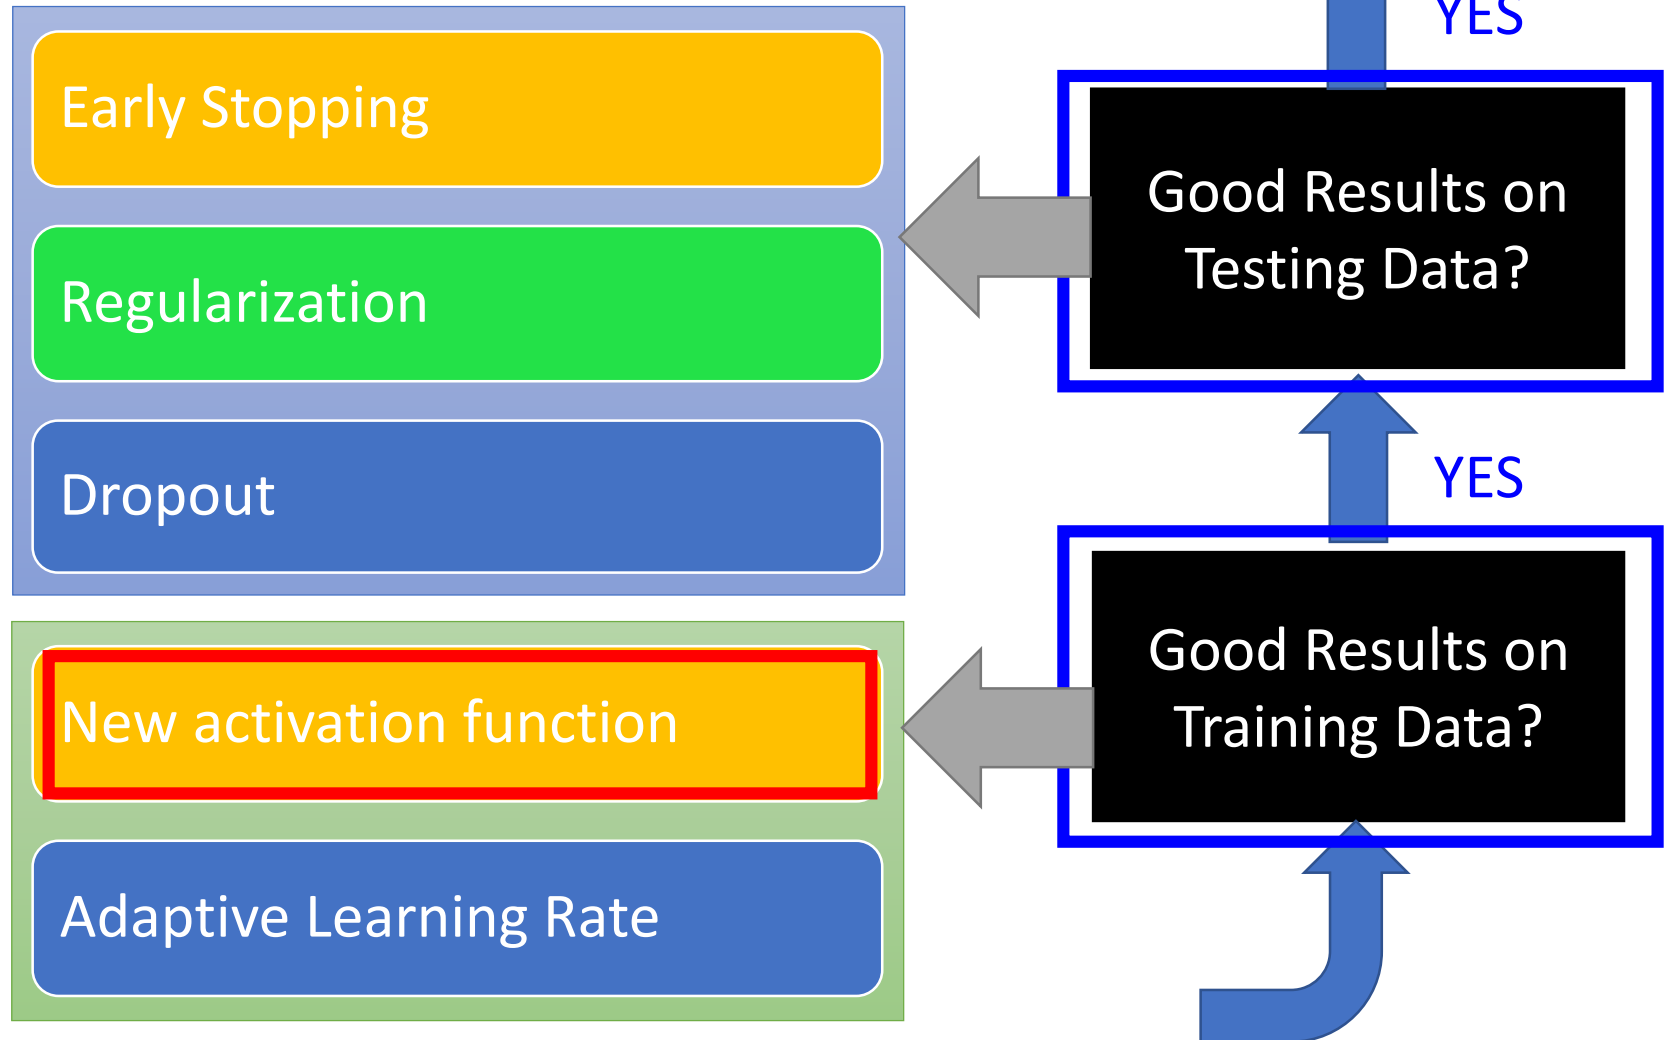 YES
Early Stopping
Good Results on
Testing Data?
Regularization
YES
Dropout
Good Results on
Training Data?
New activation function
Adaptive Learning Rate